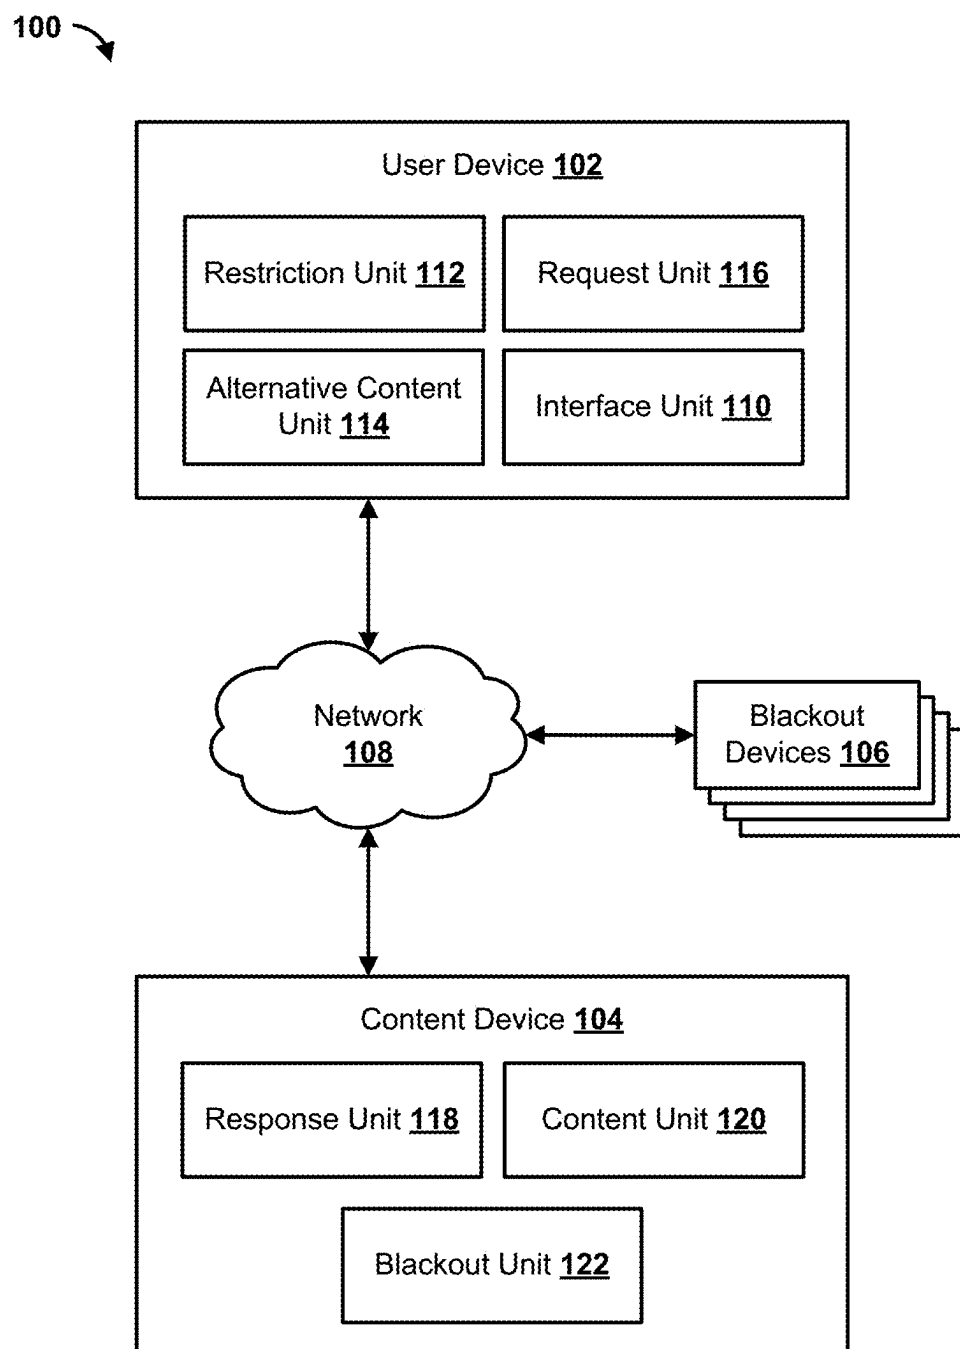 100
User Device 102
Restriction Unit 112
Request Unit 116
Alternative Content
Unit 114
Interface Unit 110
Network
108
Blackout
Devices 106
Content Device 104
Response Unit 118
Content Unit 120
Blackout Unit 122